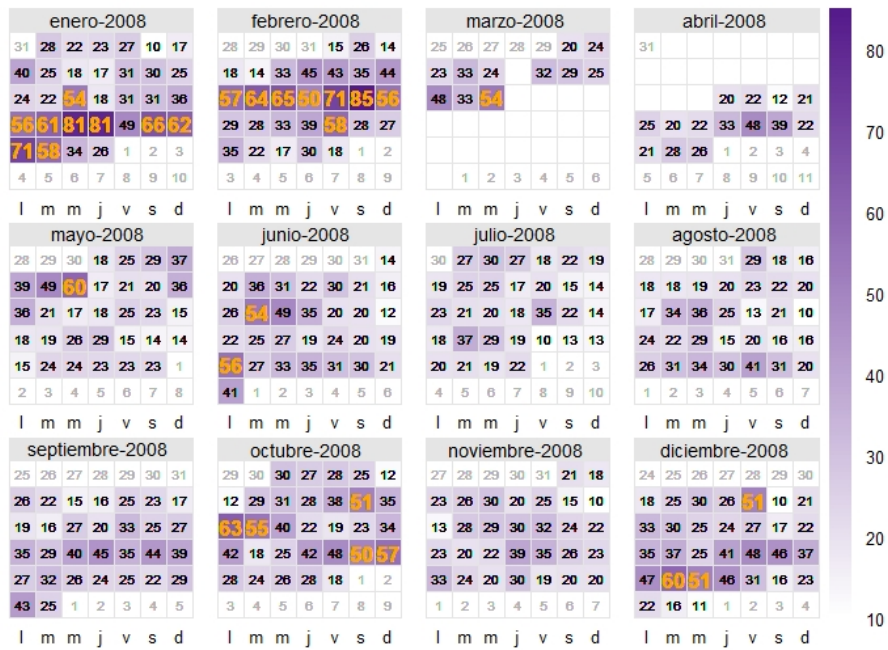 enero-2008 febrero-2008 marzo-2008 abril-2008
31 28 22 23 27 10 17 28 29 30 31 15 26 14 25 26 27 28 29 20 24 31
40 25 18 17 31 30 25 18 14 33 45 43 35 44 23 33 24 32 29 25
24 22 54 18 31 31 36 57 64 65 50 71 85 56 48 33 54 20 22 12 21
56 61 81 81 49 66 62 29 28 33 39 58 28 27 25 20 22 33 48 39 22
71 58 34 26 1 2 3 35 22 17 30 18 1 2 21 28 26 1 2 3 4
4 5 6 7 8 9 10 3 4 5 6 7 8 9 1 2 3 4 5 6 5 6 7 8 9 10 11
l m m j v s d l m m j v s d l m m j v s d l m m j v s d
mayo-2008 junio-2008 julio-2008 agosto-2008
28 29 30 18 25 29 37 26 27 28 29 30 31 14 30 27 30 27 18 22 19 28 29 30 31 29 18 16
39 49 60 17 21 20 36 20 36 31 22 30 21 16 19 25 25 17 20 15 14 18 18 19 20 23 22 20
36 21 17 18 25 23 15 26 54 49 35 20 20 12 23 21 20 18 35 22 14 17 34 36 25 13 21 10
18 19 26 29 15 14 14 22 25 27 19 24 20 19 18 37 29 19 10 12 13 24 22 29 15 20 16 16
15 24 24 23 23 23 1 56 27 33 35 31 30 21 20 21 19 22 1 2 3 26 31 34 30 41 31 20
2 3 4 5 6 7 8 41 1 2 3 4 5 6 4 5 6 7 8 9 10 1 2 3 4 5 6 7
l m m j v s d l m m j v s d l m m j v s d l m m j v s d
septiembre-2008 octubre-2008 noviembre-2008 diciembre-2008
25 26 27 28 29 30 31 29 30 30 27 28 25 12 27 28 29 30 31 21 18 24 25 26 27 28 29 30
26 22 15 16 25 23 17 12 29 31 28 38 51 35 23 26 30 20 25 15 10 18 25 30 26 51 10 21
19 16 27 20 33 25 27 63 55 40 22 19 23 34 13 28 29 30 32 24 22 33 30 25 24 27 17 22
35 29 40 45 35 44 39 42 18 25 42 48 50 57 20 23 22 39 35 26 23 35 37 25 41 48 46 37
27 32 26 24 25 22 29 28 24 26 28 18 1 2 33 24 20 30 19 20 20 47 60 51 46 31 16 23
43 25 1 2 3 4 5 3 4 5 6 7 8 9 1 2 3 4 5 6 7 22 16 11 1 2 3 4
l m m j v s d l m m j v s d l m m j v s d l m m j v s d
80
70
60
50
40
30
20
10